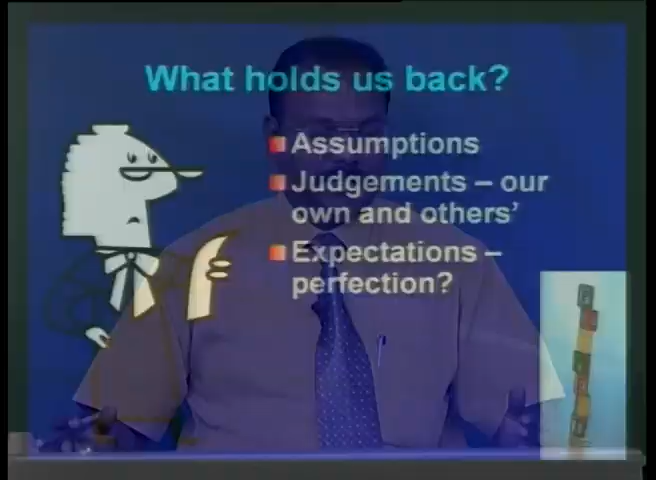 What holds us back?
Assumptions
Judgements – our
own and others’
Expectations –
perfection?